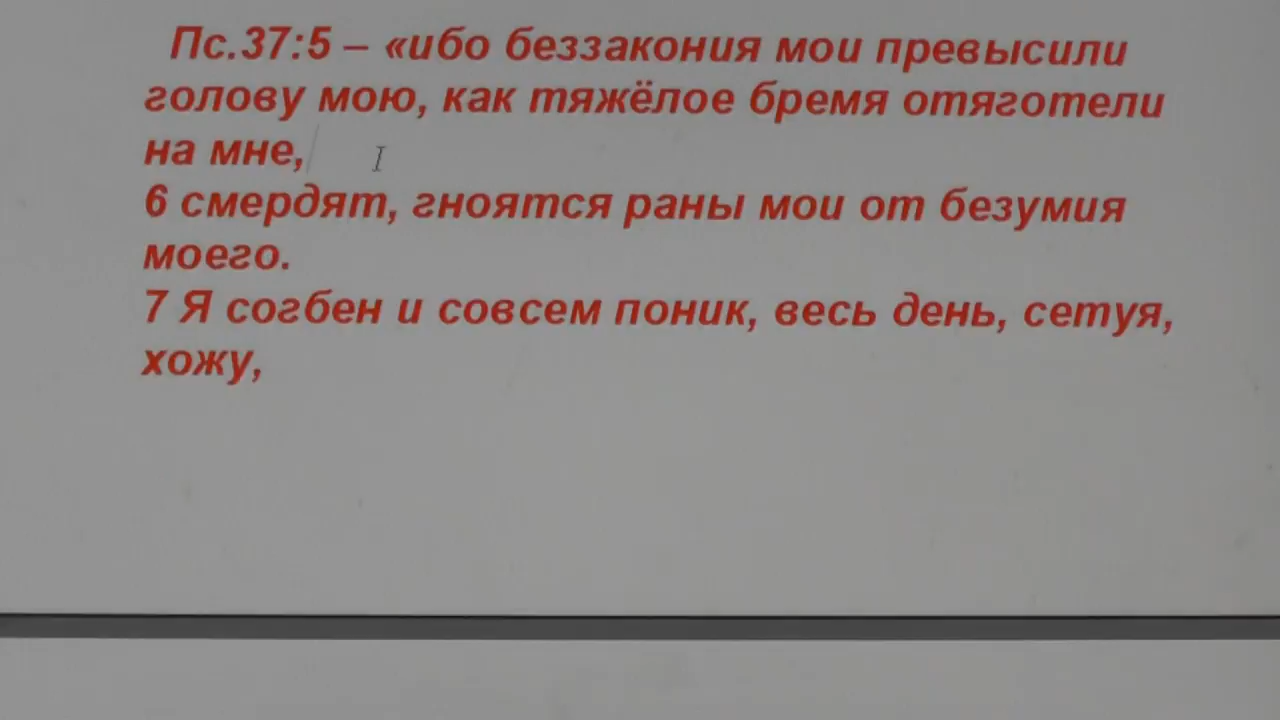 Пс.37:5 – «ибо беззакония мои превысили
голову мою, как тяжёлое бремя отяготели
на мне,
6 смердят, гноятся раны мои от безумия
моего.
7 Я согбен и совсем поник, весь день, сетуя,
хожу,